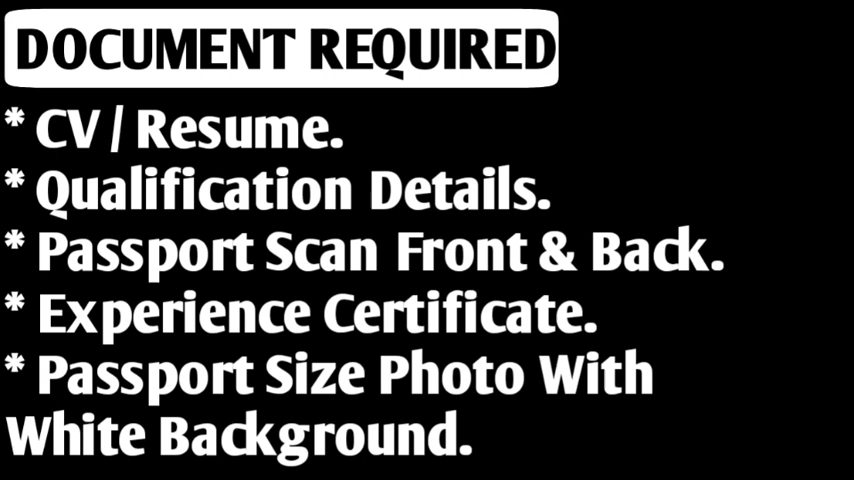 DOCUMENT REQUIRED
* CV / Resume.
* Qualification Details.
* Passport Scan Front & Back.
* Experience Certificate.
* Passport Size Photo With
White Background.